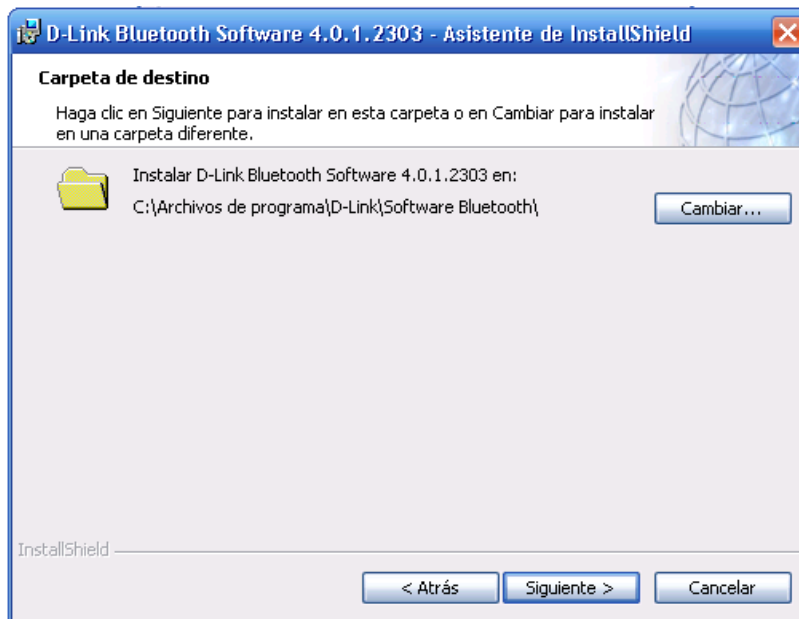 D-Link Bluetooth Software 4.0.1.2303 - Asistente de InstallShield
Carpeta de destino
Haga clic en Siguiente para instalar en esta carpeta o en Cambiar para instalar
en una carpeta diferente.
Instalar D-Link Bluetooth Software 4.0.1.2303 en:
C:\Archivos de programa\D-Link\Software Bluetooth\
Cambiar...
InstallShield
< Atrás
Siguiente >
Cancelar